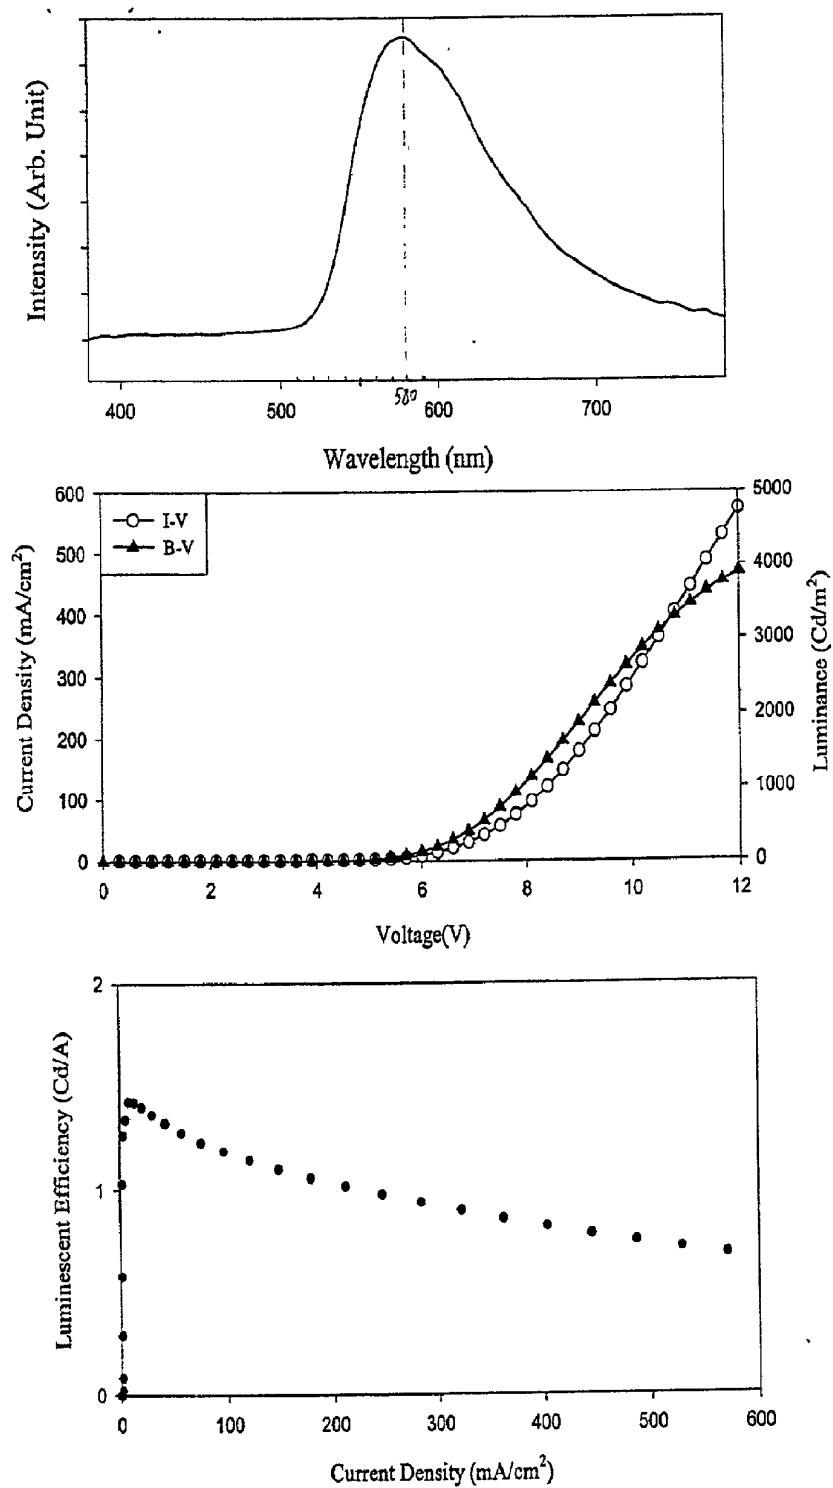 Intensity (Arb. Unit)
400 500 580 600 700
Wavelength (nm)
I-V
B-V
Current Density (mA/cm²)
600
500
400
300
200
100
0
5000
4000
3000
2000
1000
0
Luminance (Cd/m²)
0 2 4 6 8 10 12
Voltage(V)
Luminescent Efficiency (Cd/A)
2
1
0
0 100 200 300 400 500 600
Current Density (mA/cm²)